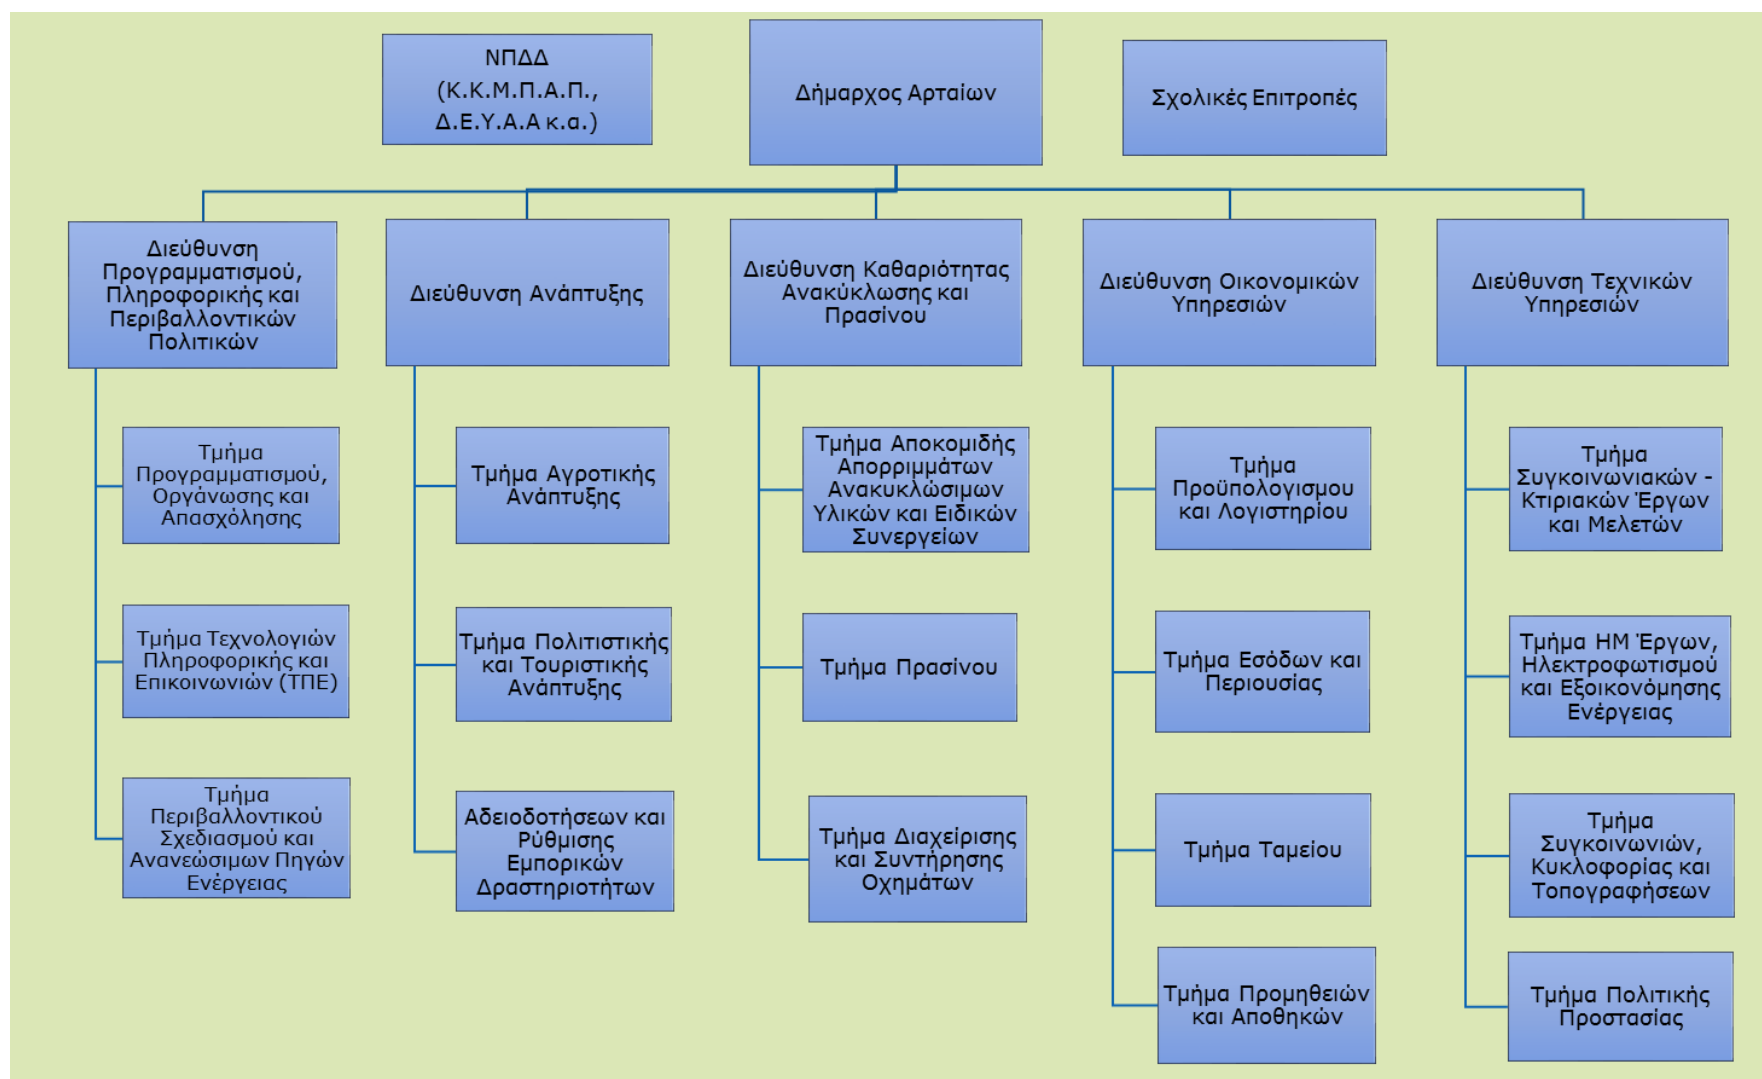 ΝΠΔΔ
(Κ.Κ.Μ.Π.Α.Π.,
Δ.Ε.Υ.Α.Α κ.α.)
Δήμαρχος Αρταίων
Σχολικές Επιτροπές
Διεύθυνση
Προγραμματισμού,
Πληροφορικής και
Περιβαλλοντικών
Πολιτικών
Διεύθυνση Ανάπτυξης
Διεύθυνση Καθαριότητας
Ανακύκλωσης και
Πρασίνου
Διεύθυνση Οικονομικών
Υπηρεσιών
Διεύθυνση Τεχνικών
Υπηρεσιών
Τμήμα
Προγραμματισμού,
Οργάνωσης και
Απασχόλησης
Τμήμα Τεχνολογιών
Πληροφορικής και
Επικοινωνιών (ΤΠΕ)
Τμήμα
Περιβαλλοντικού
Σχεδιασμού και
Ανανεώσιμων Πηγών
Ενέργειας
Τμήμα Αγροτικής
Ανάπτυξης
Τμήμα Πολιτιστικής
και Τουριστικής
Ανάπτυξης
Αδειοδοτήσεων και
Ρύθμισης
Εμπορικών
Δραστηριοτήτων
Τμήμα Αποκομιδής
Απορριμμάτων
Ανακυκλώσιμων
Υλικών και Ειδικών
Συνεργείων
Τμήμα Πρασίνου
Τμήμα Διαχείρισης
και Συντήρησης
Οχημάτων
Τμήμα
Προϋπολογισμου
και Λογιστηρίου
Τμήμα Εσόδων και
Περιουσίας
Τμήμα Ταμείου
Τμήμα Προμηθειών
και Αποθηκών
Τμήμα
Συγκοινωνιακών -
Κτιριακών Έργων
και Μελετών
Τμήμα ΗΜ Έργων,
Ηλεκτροφωτισμού
και Εξοικονόμησης
Ενέργειας
Τμήμα
Συγκοινωνιών,
Κυκλοφορίας και
Τοπογραφήσεων
Τμήμα Πολιτικής
Προστασίας